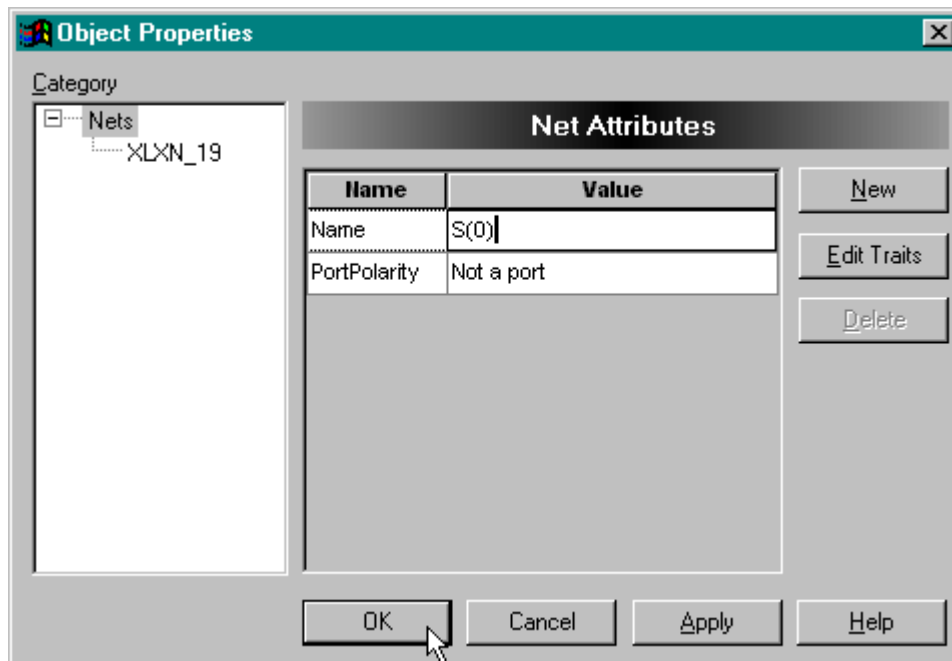 Object Properties
Category
Nets
XLXN_19
Net Attributes
Name Value
Name S(0)
PortPolarity Not a port
New
Edit Traits
Delete
OK Cancel Apply Help